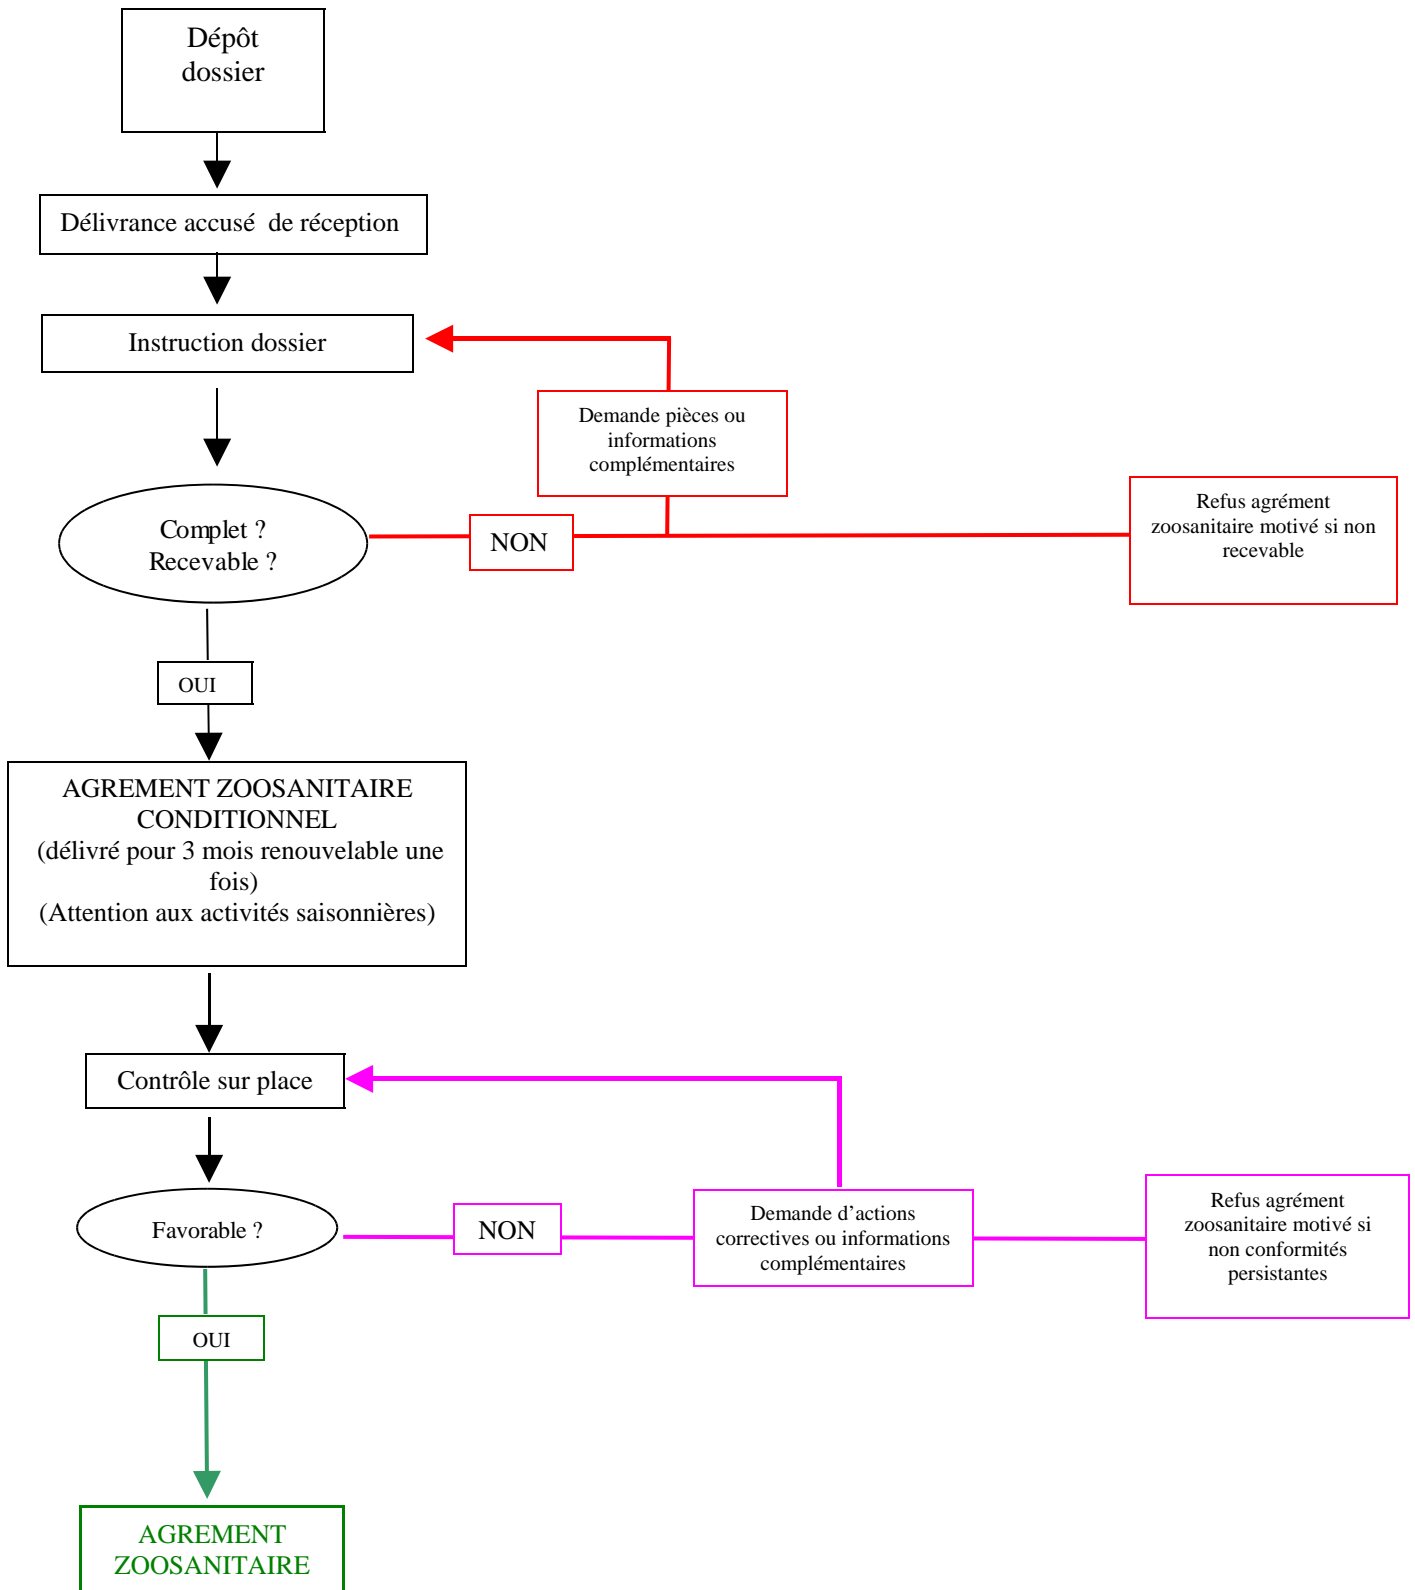 Dépôt
dossier
Délivrance accusé  de réception
Instruction dossier
Demande pièces ou
informations
complémentaires
Complet ?
Recevable ?
NON
Refus agrément
zoosanitaire motivé si non
recevable
OUI
AGREMENT ZOOSANITAIRE
CONDITIONNEL
(délivré pour 3 mois renouvelable une
fois)
(Attention aux activités saisonnières)
Contrôle sur place
Favorable ?
NON
Demande d’actions
correctives ou informations
complémentaires
Refus agrément
zoosanitaire motivé si
non conformités
persistantes
OUI
AGREMENT
ZOOSANITAIRE